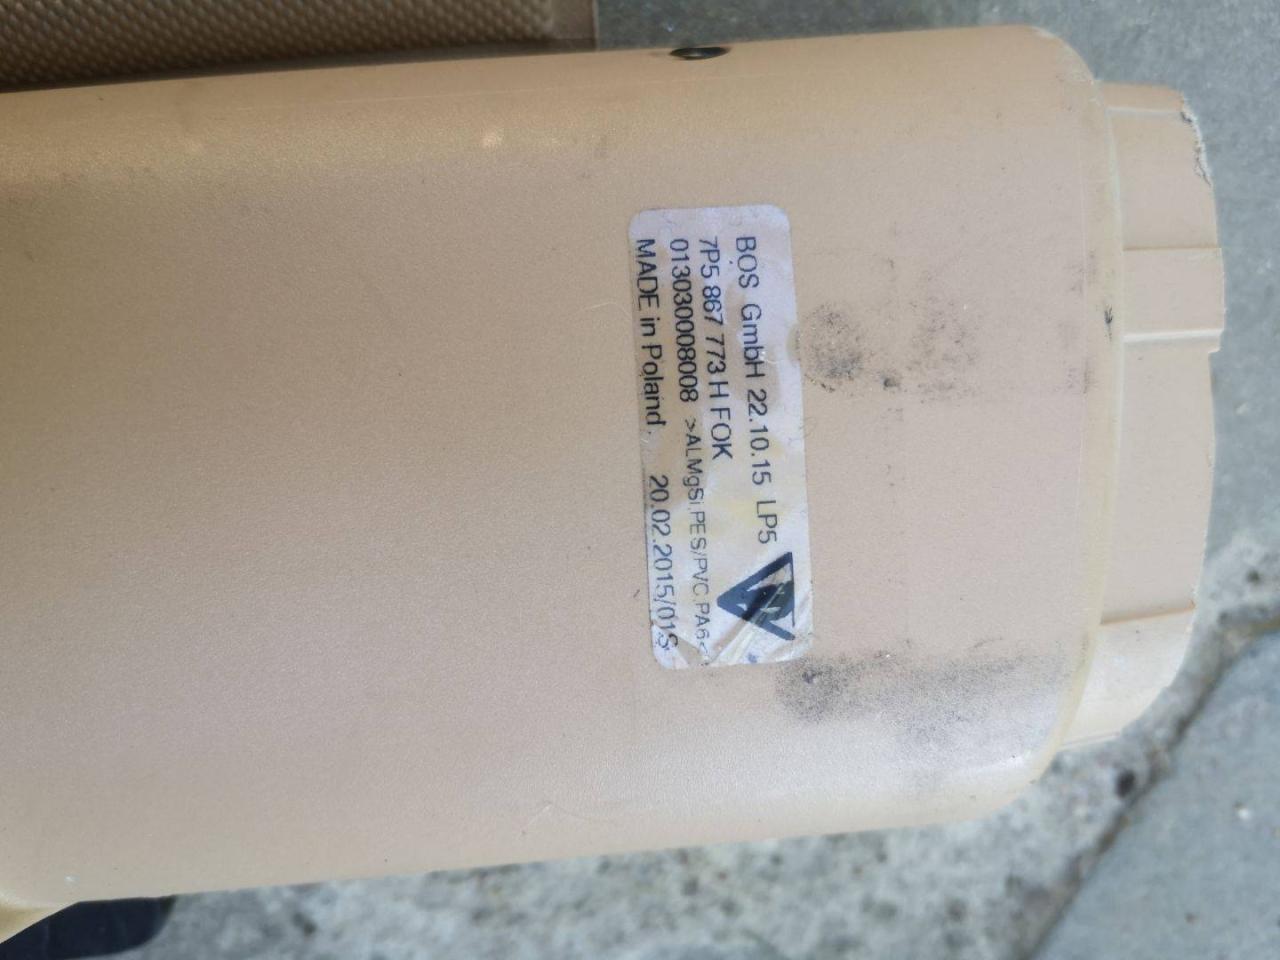 BOS GmbH 22.10.15 LP5
7P5 867 773 H FOK
0130300008008 >ALMgSi,PES/PVC,PA6<
MADE in Poland 20.02.2015/01S